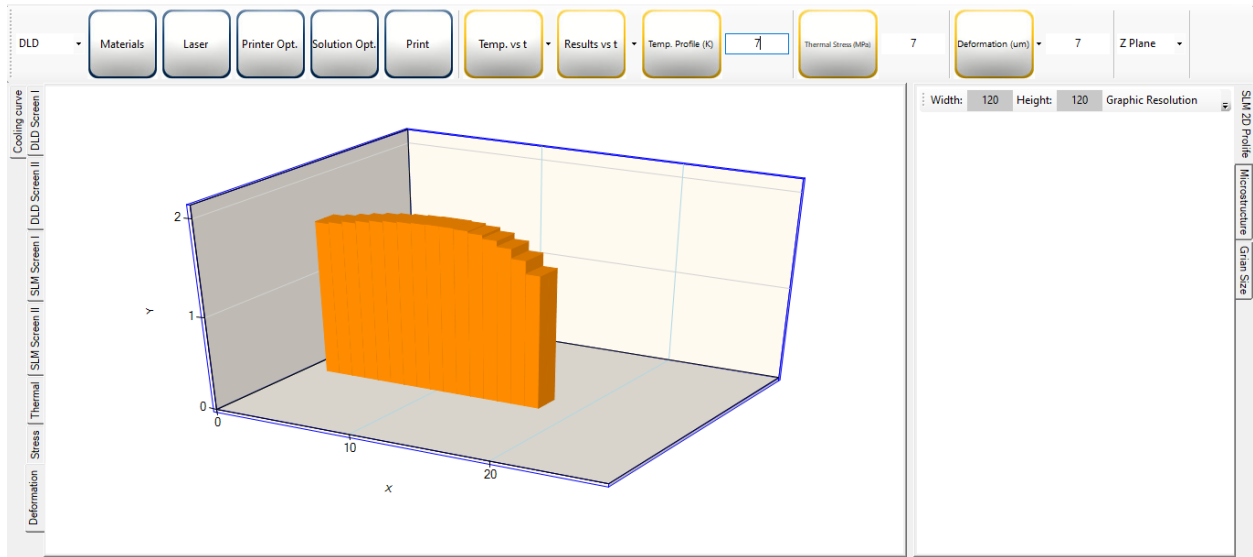 DLD
Materials
Laser
Printer Opt.
Solution Opt.
Print
Temp. vs t
Results vs t
Temp. Profile (K)
7
Thermal Stress (MPa)
7
Deformation (um)
7
Z Plane
Cooling curve
DLD Screen I
DLD Screen II
SLM Screen I
SLM Screen II
Thermal
Stress
Deformation
2
1
0
Y
0
10
20
X
Width: 120 Height: 120 Graphic Resolution
SLM 2D Prolife
Microstructure
Grian Size